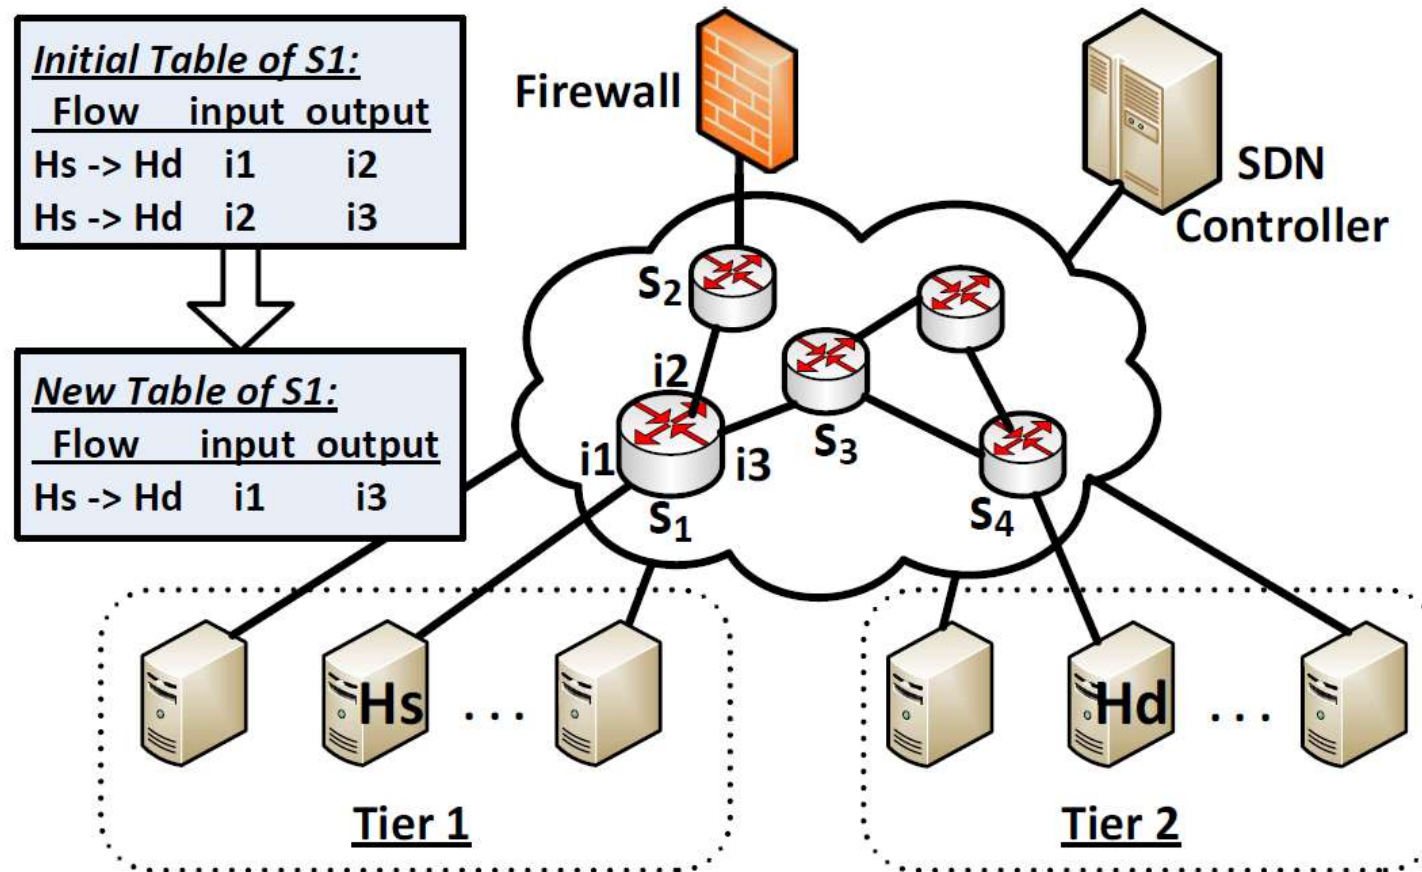 Initial Table of S1:
Flow input output
Hs -> Hd i1 i2
Hs -> Hd i2 i3
New Table of S1:
Flow input output
Hs -> Hd i1 i3
Firewall
SDN
Controller
S2
i2
i1
i3
S1
S3
S4
Hs
. . .
Hd
. . .
Tier 1
Tier 2